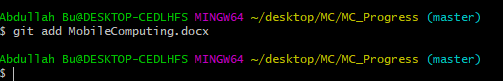 Abdullah Bu@DESKTOP-CEDLHFS MINGW64 ~/desktop/MC/MC_Progress (master)
$ git add MobileComputing.docx
Abdullah Bu@DESKTOP-CEDLHFS MINGW64 ~/desktop/MC/MC_Progress (master)
$